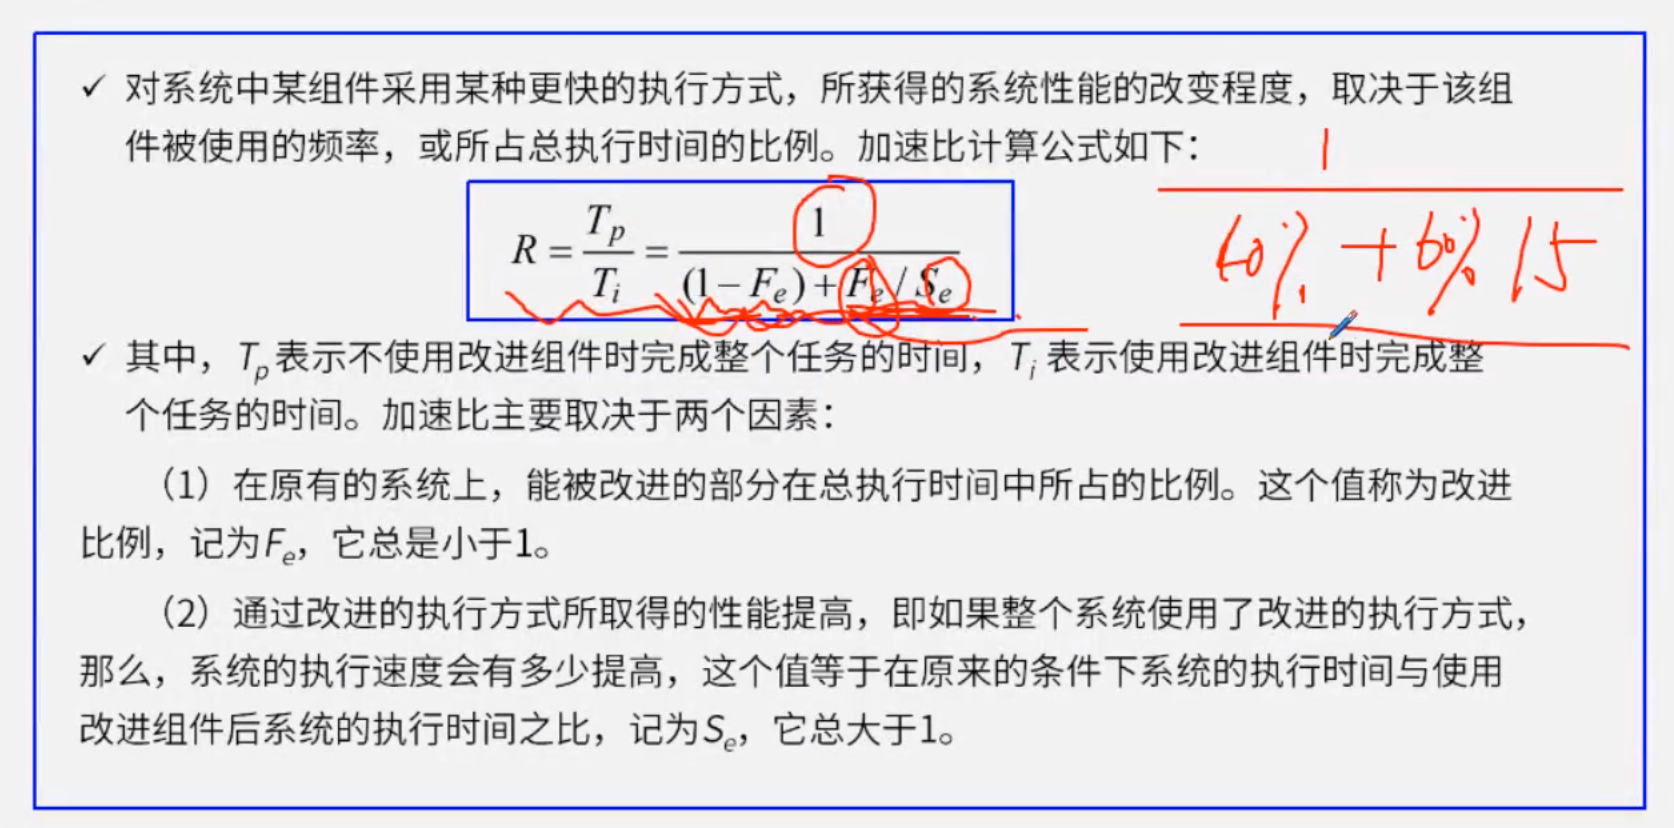 ✓ 对系统中某组件采用某种更快的执行方式，所获得的系统性能的改变程度，取决于该组
件被使用的频率，或所占总执行时间的比例。加速比计算公式如下：
R = Tp / Ti = 1 / ((1 − Fe) + Fe / Se)
1
40% + 60% / 5
✓ 其中，Tp表示不使用改进组件时完成整个任务的时间，Ti 表示使用改进组件时完成整
个任务的时间。加速比主要取决于两个因素：
（1）在原有的系统上，能被改进的部分在总执行时间中所占的比例。这个值称为改进
比例，记为Fe，它总是小于1。
（2）通过改进的执行方式所取得的性能提高，即如果整个系统使用了改进的执行方式，
那么，系统的执行速度会有多少提高，这个值等于在原来的条件下系统的执行时间与使用
改进组件后系统的执行时间之比，记为Se，它总大于1。